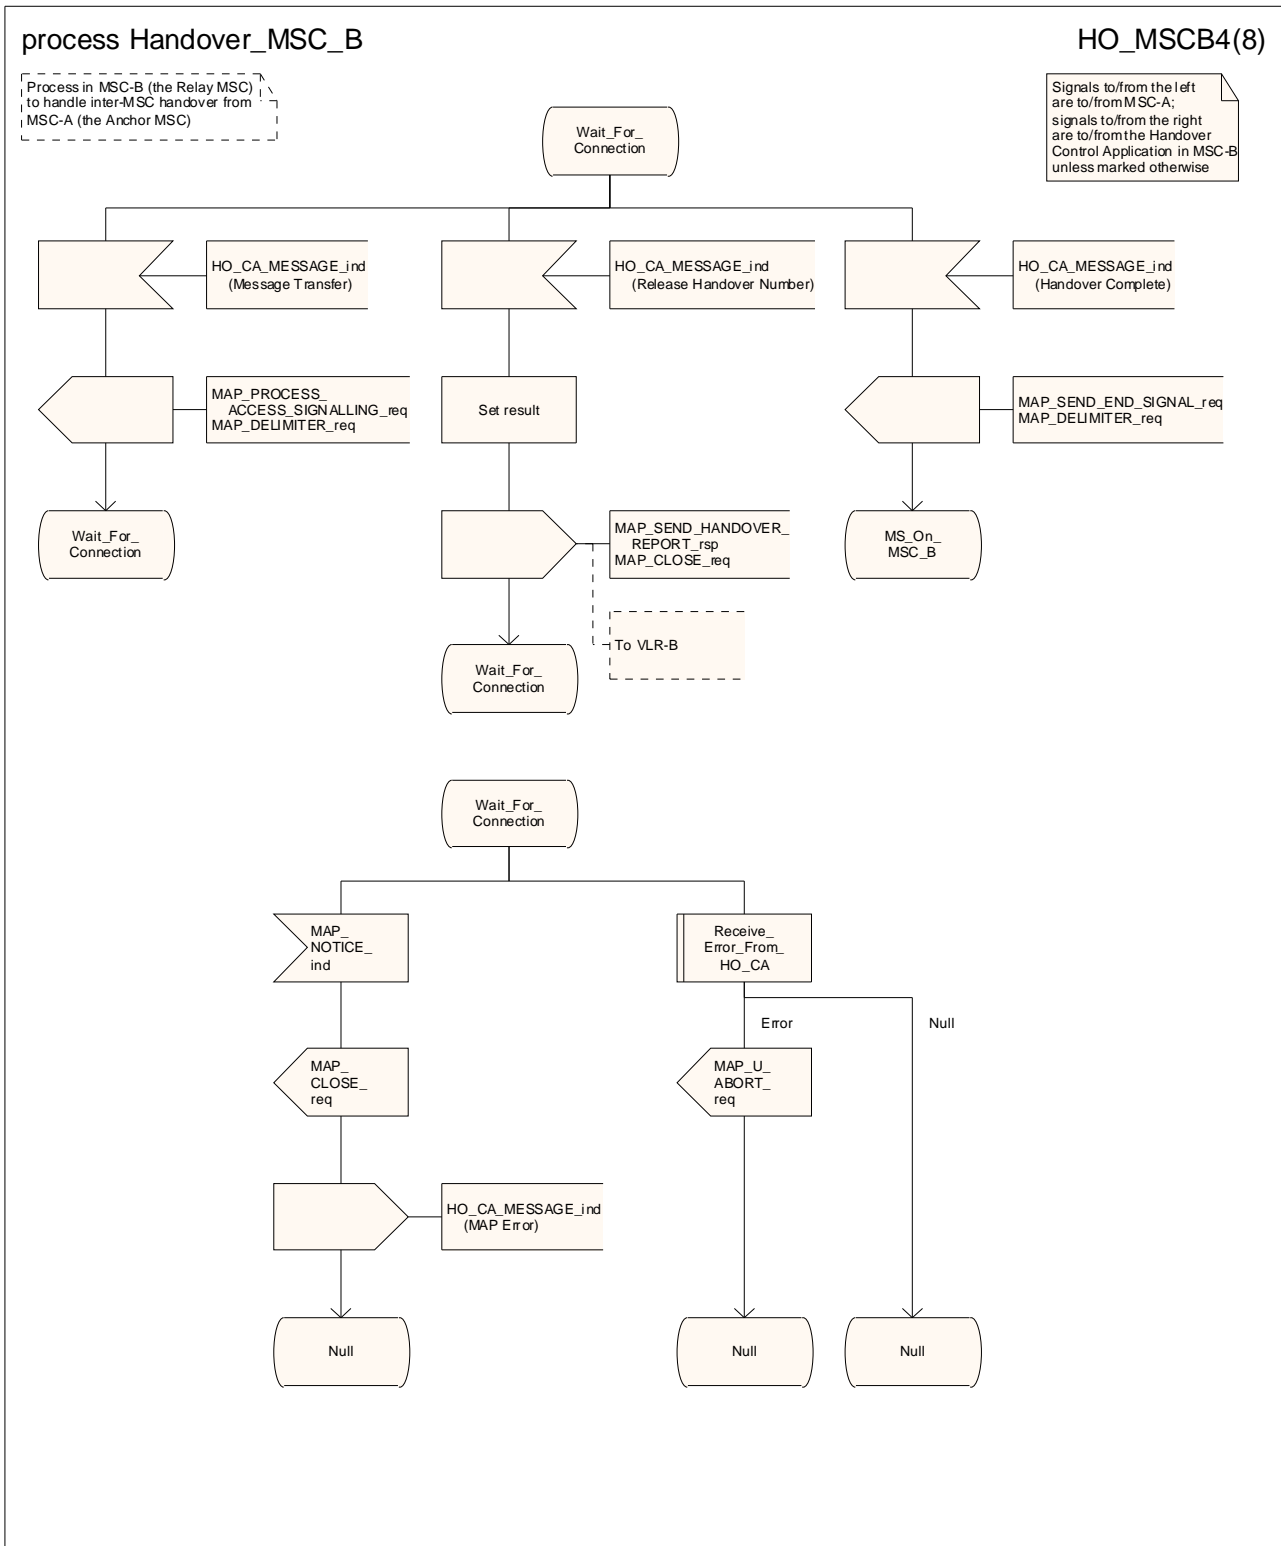 process Handover_MSC_B
HO_MSCB4(8)
Process in MSC-B (the Relay MSC)
to handle inter-MSC handover from
MSC-A (the Anchor MSC)
Signals to/from the left
are to/from MSC-A;
signals to/from the right
are to/from the Handover
Control Application in MSC-B
unless marked otherwise
Wait_For_
Connection
HO_CA_MESSAGE_ind
(Message Transfer)
HO_CA_MESSAGE_ind
(Release Handover Number)
HO_CA_MESSAGE_ind
(Handover Complete)
MAP_PROCESS_
ACCESS_SIGNALLING_req
MAP_DELIMITER_req
Set result
MAP_SEND_END_SIGNAL_req
MAP_DELIMITER_req
Wait_For_
Connection
MAP_SEND_HANDOVER_
REPORT_rsp
MAP_CLOSE_req
MS_On_
MSC_B
To VLR-B
Wait_For_
Connection
Wait_For_
Connection
MAP_
NOTICE_
ind
Receive_
Error_From_
HO_CA
Error
Null
MAP_
CLOSE_
req
MAP_U_
ABORT_
req
HO_CA_MESSAGE_ind
(MAP Error)
Null
Null
Null